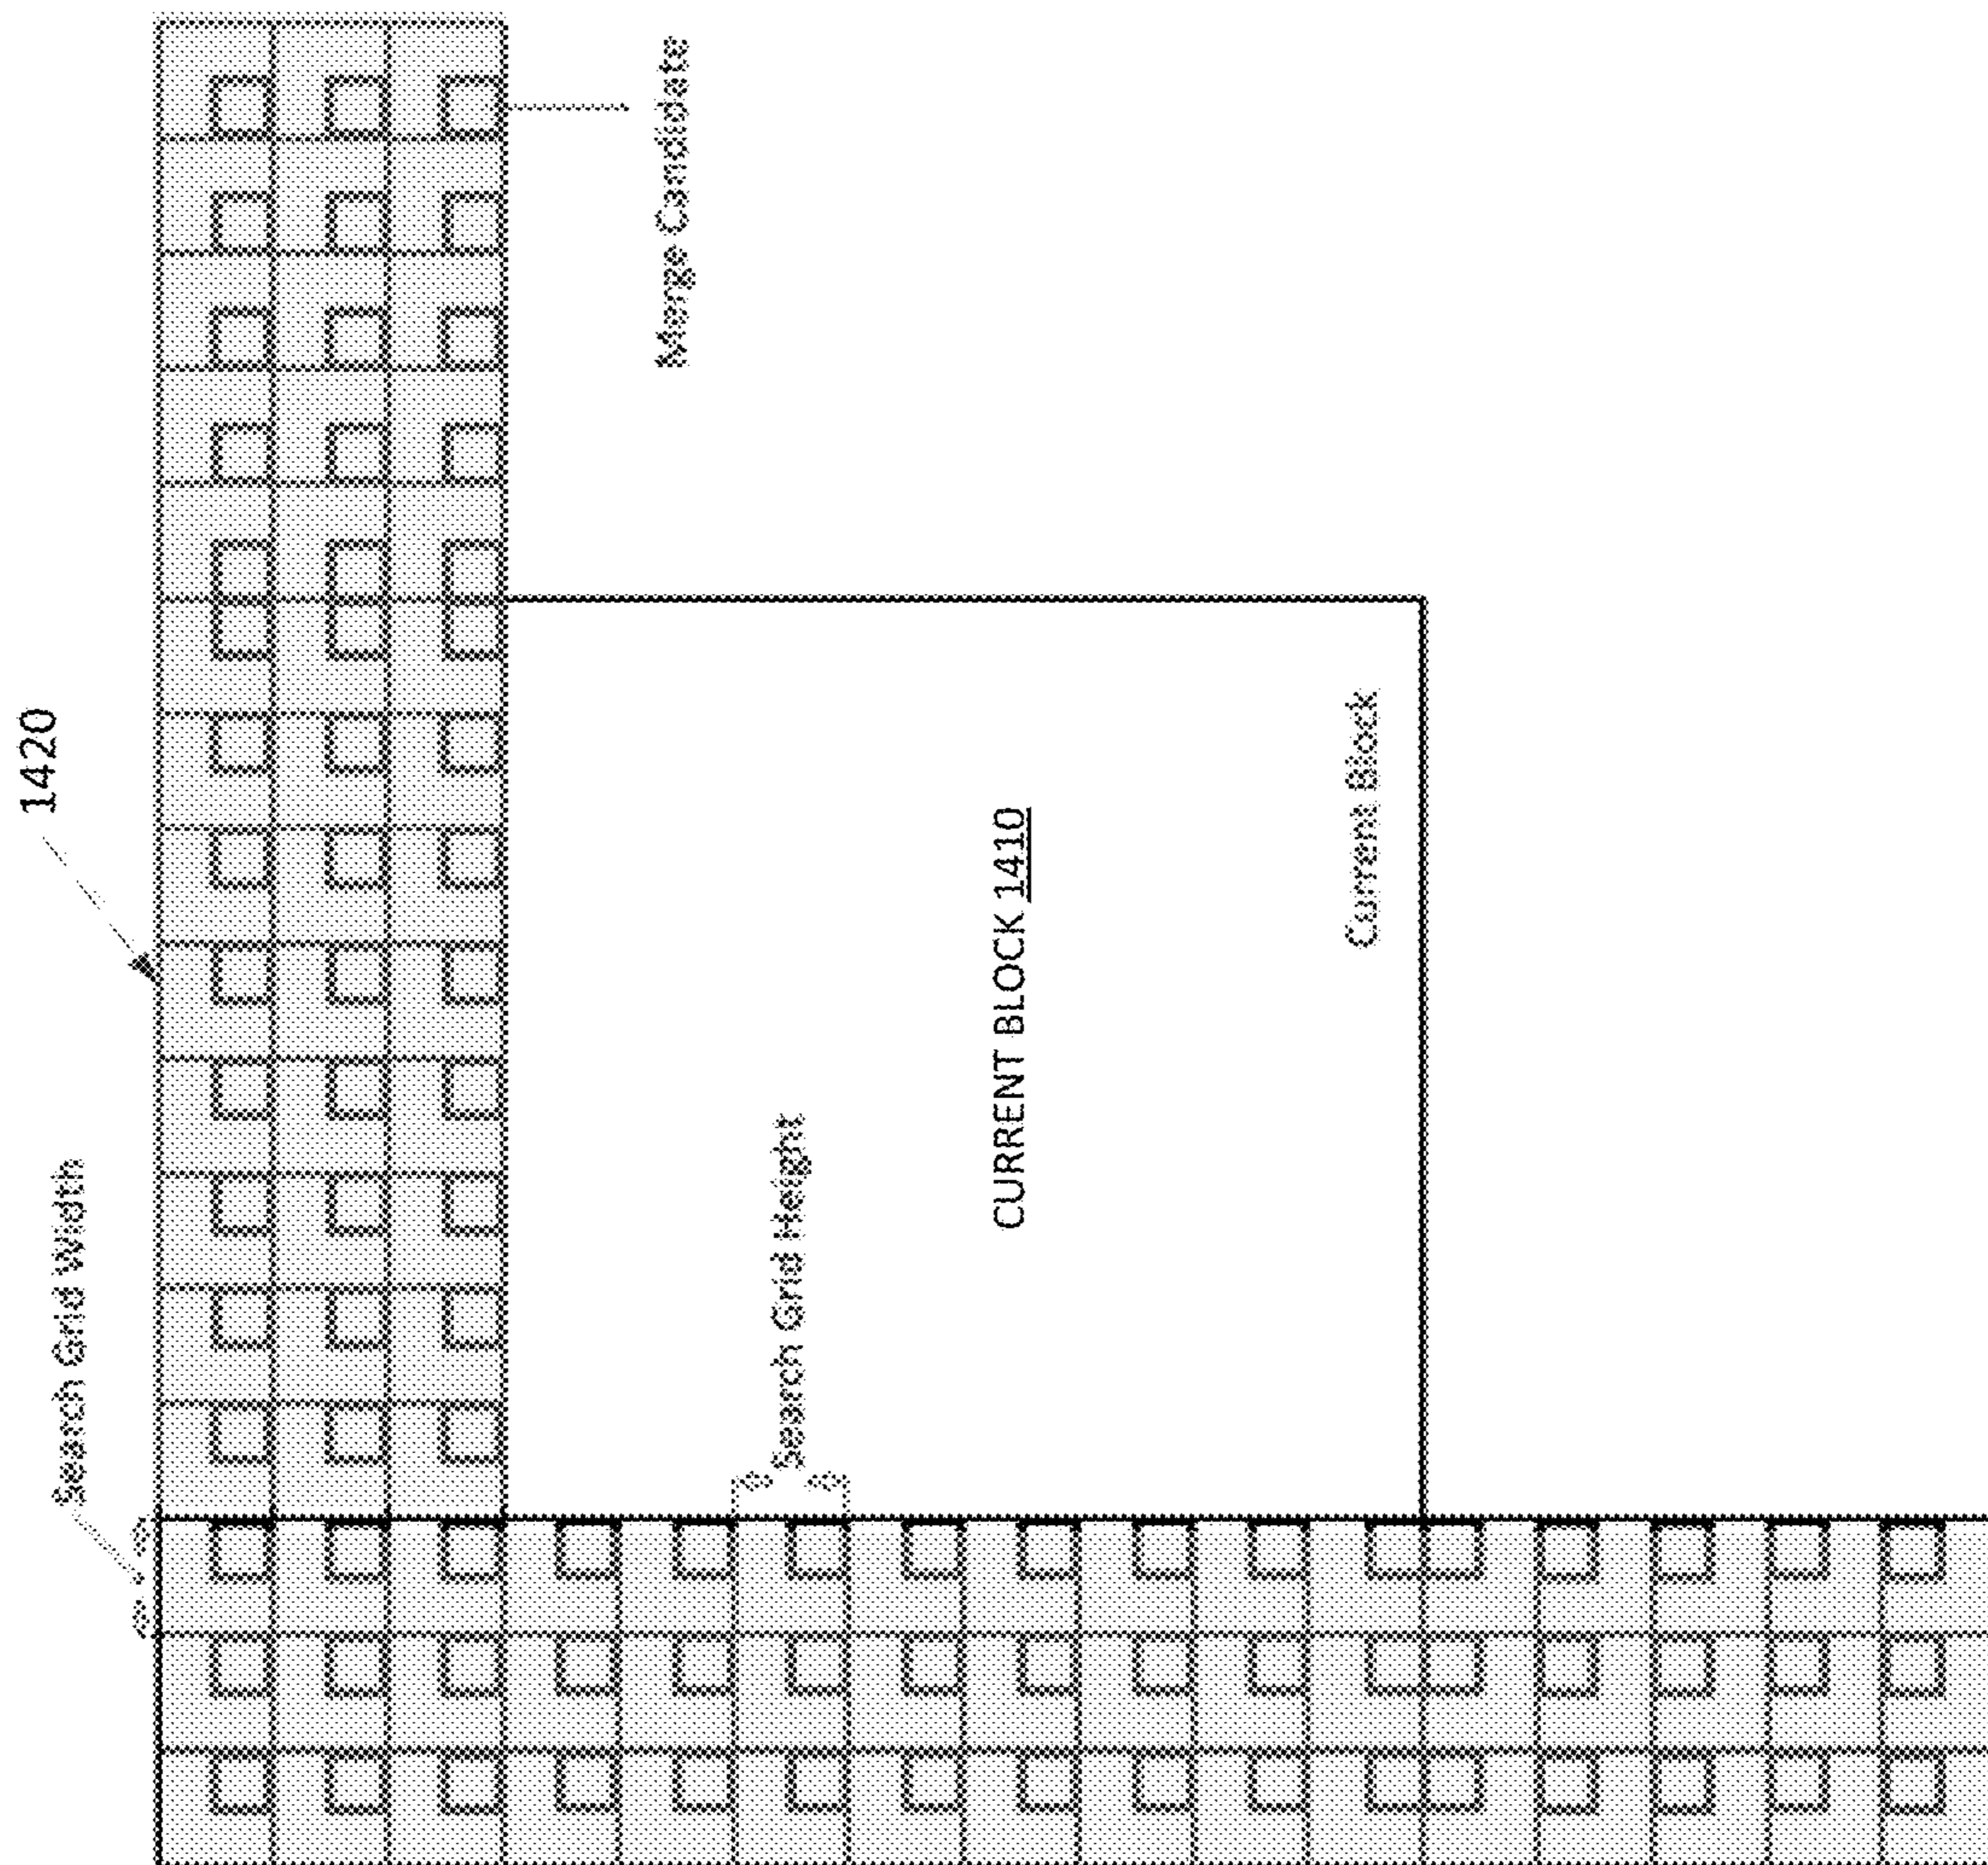 1420
Search Grid Width
Merge Candidate
Search Grid Height
CURRENT BLOCK 1410
Current Block